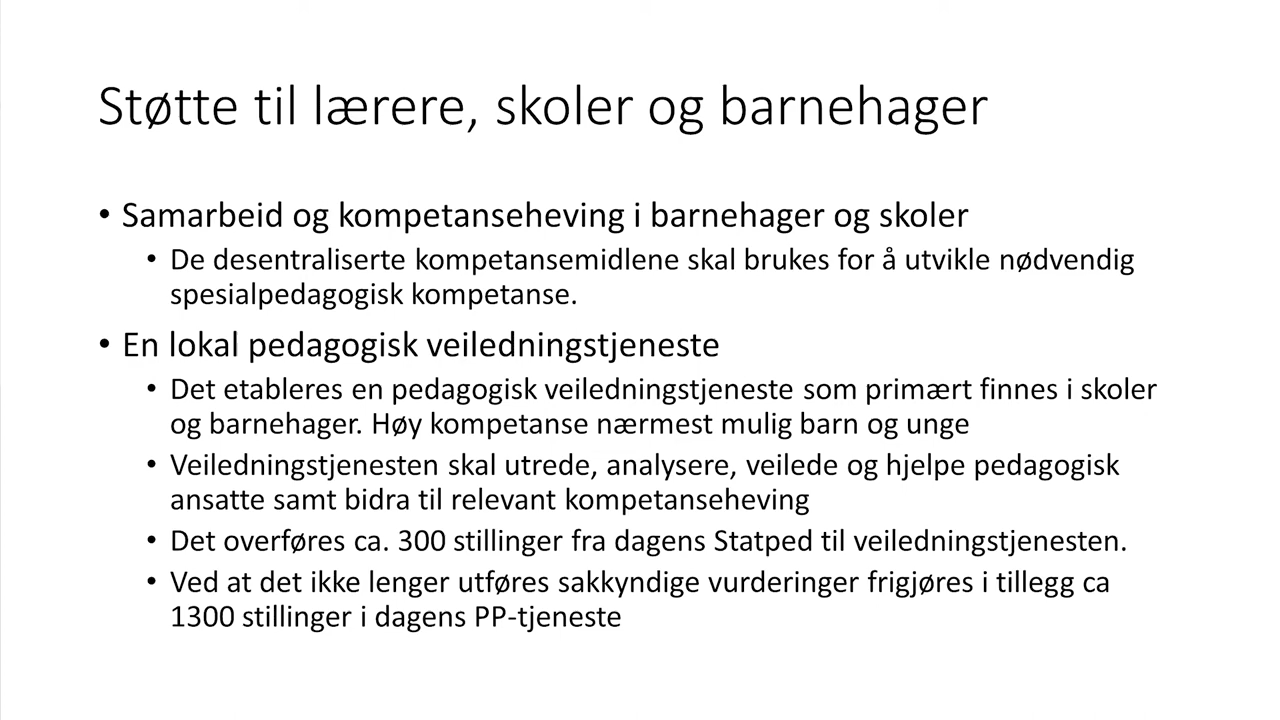 Støtte til lærere, skoler og barnehager
• Samarbeid og kompetanseheving i barnehager og skoler
• De desentraliserte kompetansemidlene skal brukes for å utvikle nødvendig
spesialpedagogisk kompetanse.
• En lokal pedagogisk veiledningstjeneste
• Det etableres en pedagogisk veiledningstjeneste som primært finnes i skoler
og barnehager. Høy kompetanse nærmest mulig barn og unge
• Veiledningstjenesten skal utrede, analysere, veilede og hjelpe pedagogisk
ansatte samt bidra til relevant kompetanseheving
• Det overføres ca. 300 stillinger fra dagens Statped til veiledningstjenesten.
• Ved at det ikke lenger utføres sakkyndige vurderinger frigjøres i tillegg ca
1300 stillinger i dagens PP-tjeneste